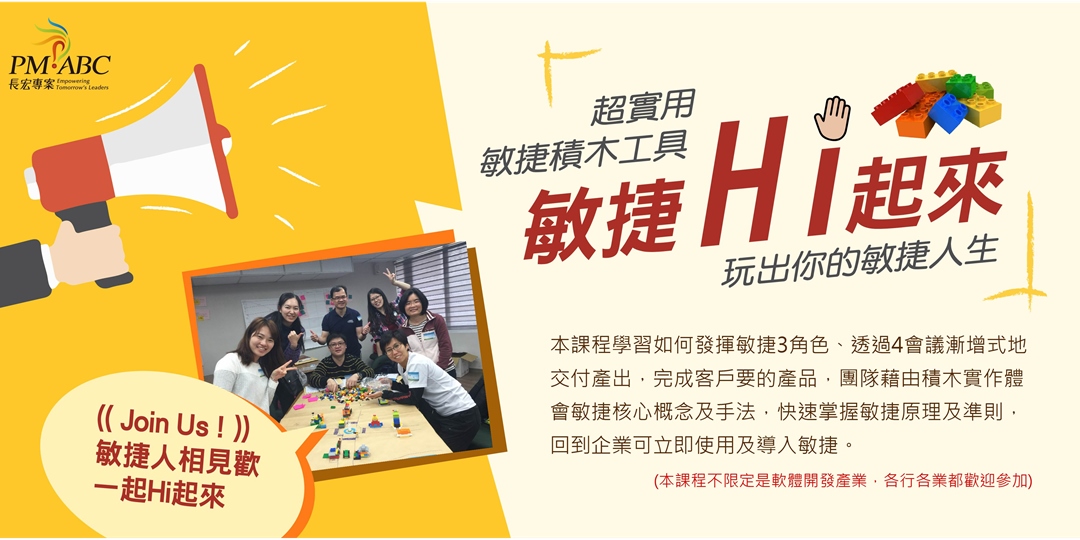 PM ABC
長宏專案 Empowering
Tomorrow's Leaders
超實用
敏捷積木工具
敏捷Hi起來
玩出你的敏捷人生
本課程學習如何發揮敏捷3角色、透過4會議漸增式地
交付產出，完成客戶要的產品，團隊藉由積木實作體
會敏捷核心概念及手法，快速掌握敏捷原理及準則，
回到企業可立即使用及導入敏捷。
(本課程不限定是軟體開發產業，各行各業都歡迎參加)
(( Join Us ! ))
敏捷人相見歡
一起Hi起來